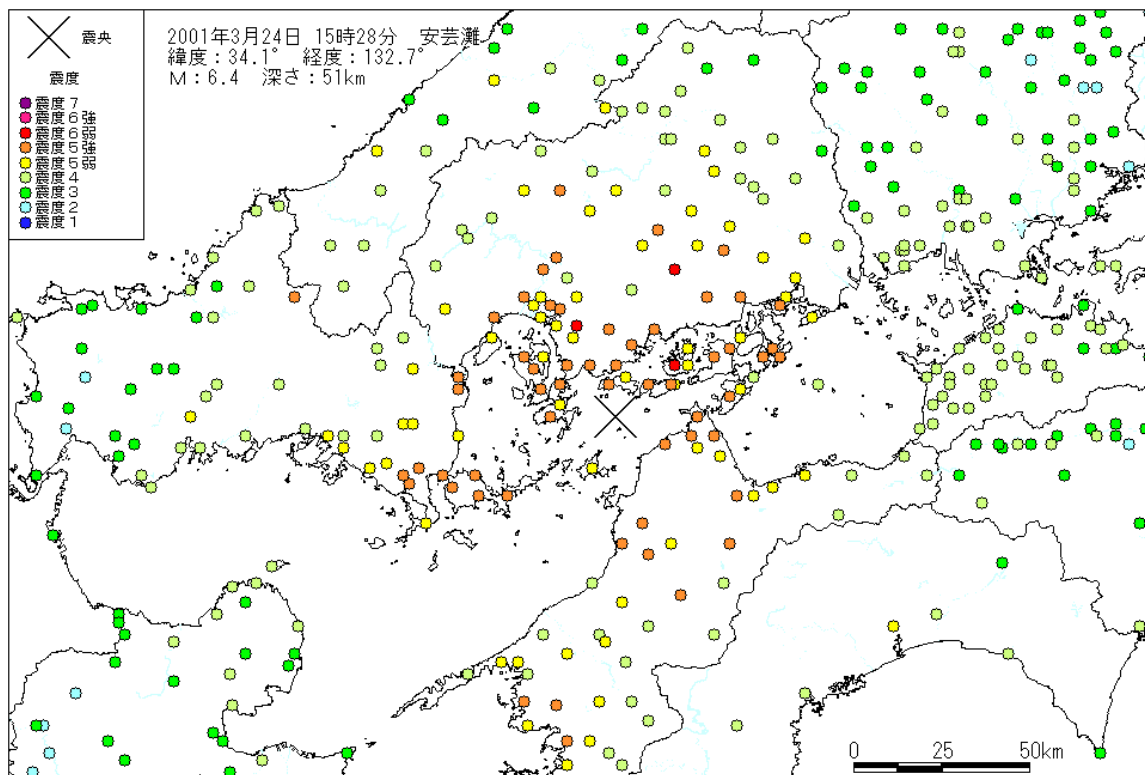 震央
震度
震度７
震度６強
震度６弱
震度５強
震度５弱
震度４
震度３
震度２
震度１
2001年3月24日 15時28分 安芸灘
緯度：34.1° 経度：132.7°
Ｍ：6.4 深さ：51km
0 25 50km